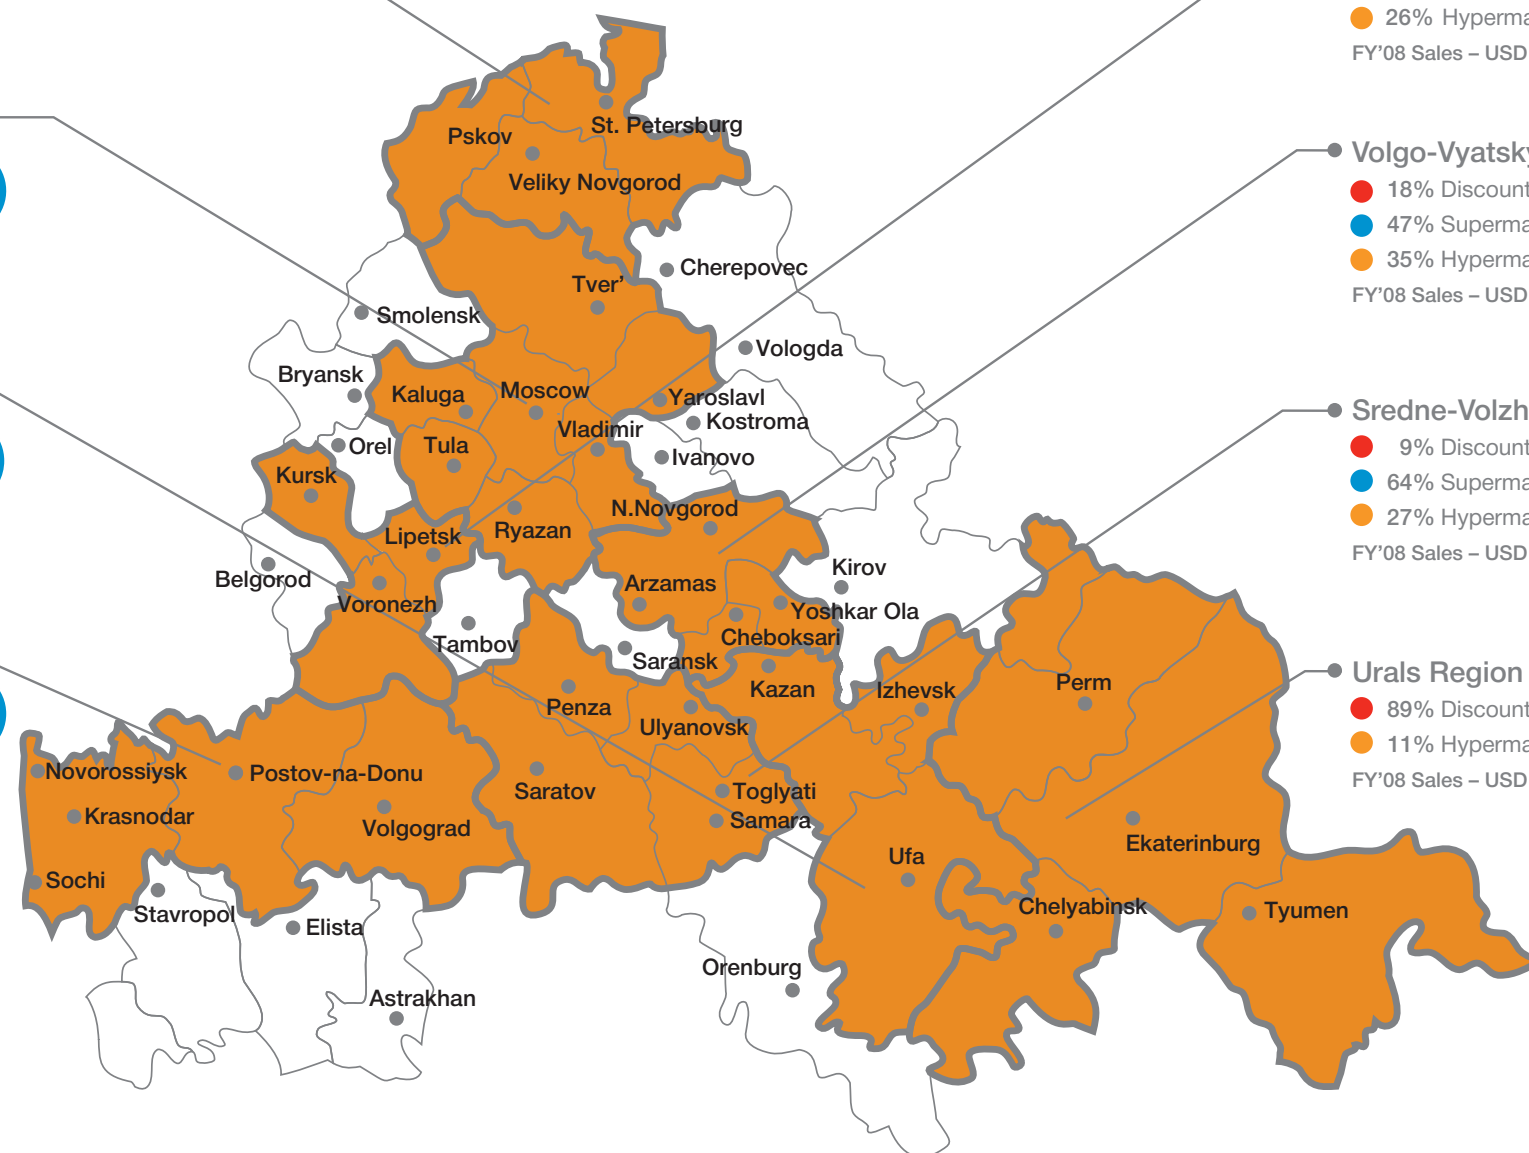 26% Hyperma
FY'08 Sales – USD
Volgo-Vyatsky
18% Discount
47% Superma
35% Hyperma
FY'08 Sales – USD
Sredne-Volzh
9% Discount
64% Superma
27% Hyperma
FY'08 Sales – USD
Urals Region
89% Discount
11% Hyperma
FY'08 Sales – USD
St. Petersburg
Pskov
Veliky Novgorod
Cherepovec
Tver'
Smolensk
Vologda
Bryansk
Kaluga
Moscow
Yaroslavl
Kostroma
Vladimir
Orel
Tula
Ivanovo
Kursk
N.Novgorod
Lipetsk
Ryazan
Kirov
Belgorod
Arzamas
Voronezh
Yoshkar Ola
Cheboksari
Tambov
Saransk
Kazan
Izhevsk
Perm
Penza
Ulyanovsk
Novorossiysk
Postov-na-Donu
Saratov
Toglyati
Krasnodar
Volgograd
Samara
Ekaterinburg
Ufa
Sochi
Chelyabinsk
Tyumen
Stavropol
Elista
Orenburg
Astrakhan